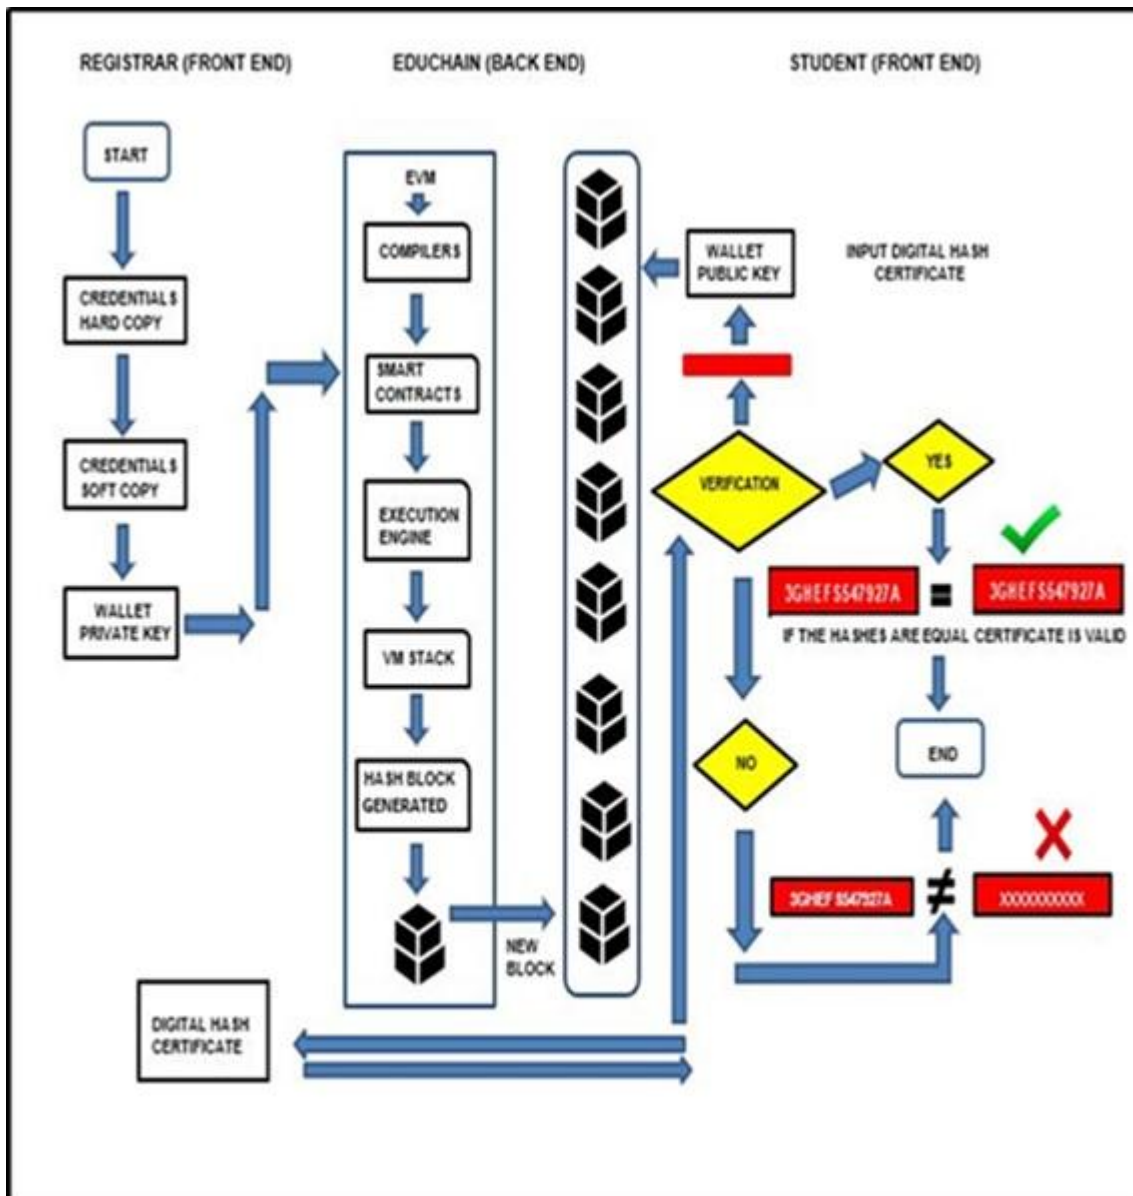 REGISTRAR (FRONT END)
EDUCHAIN (BACK END)
STUDENT (FRONT END)
START
CREDENTIALS
HARD COPY
CREDENTIALS
SOFT COPY
WALLET
PRIVATE KEY
EVM
COMPILERS
SMART
CONTRACTS
EXECUTION
ENGINE
VM STACK
HASH BLOCK
GENERATED
NEW
BLOCK
WALLET
PUBLIC KEY
INPUT DIGITAL HASH
CERTIFICATE
VERIFICATION
YES
3GHEFS547927A
=
3GHEFS547927A
IF THE HASHES ARE EQUAL CERTIFICATE IS VALID
END
NO
3GHEFS547927A
≠
XXXXXXXXXX
DIGITAL HASH
CERTIFICATE